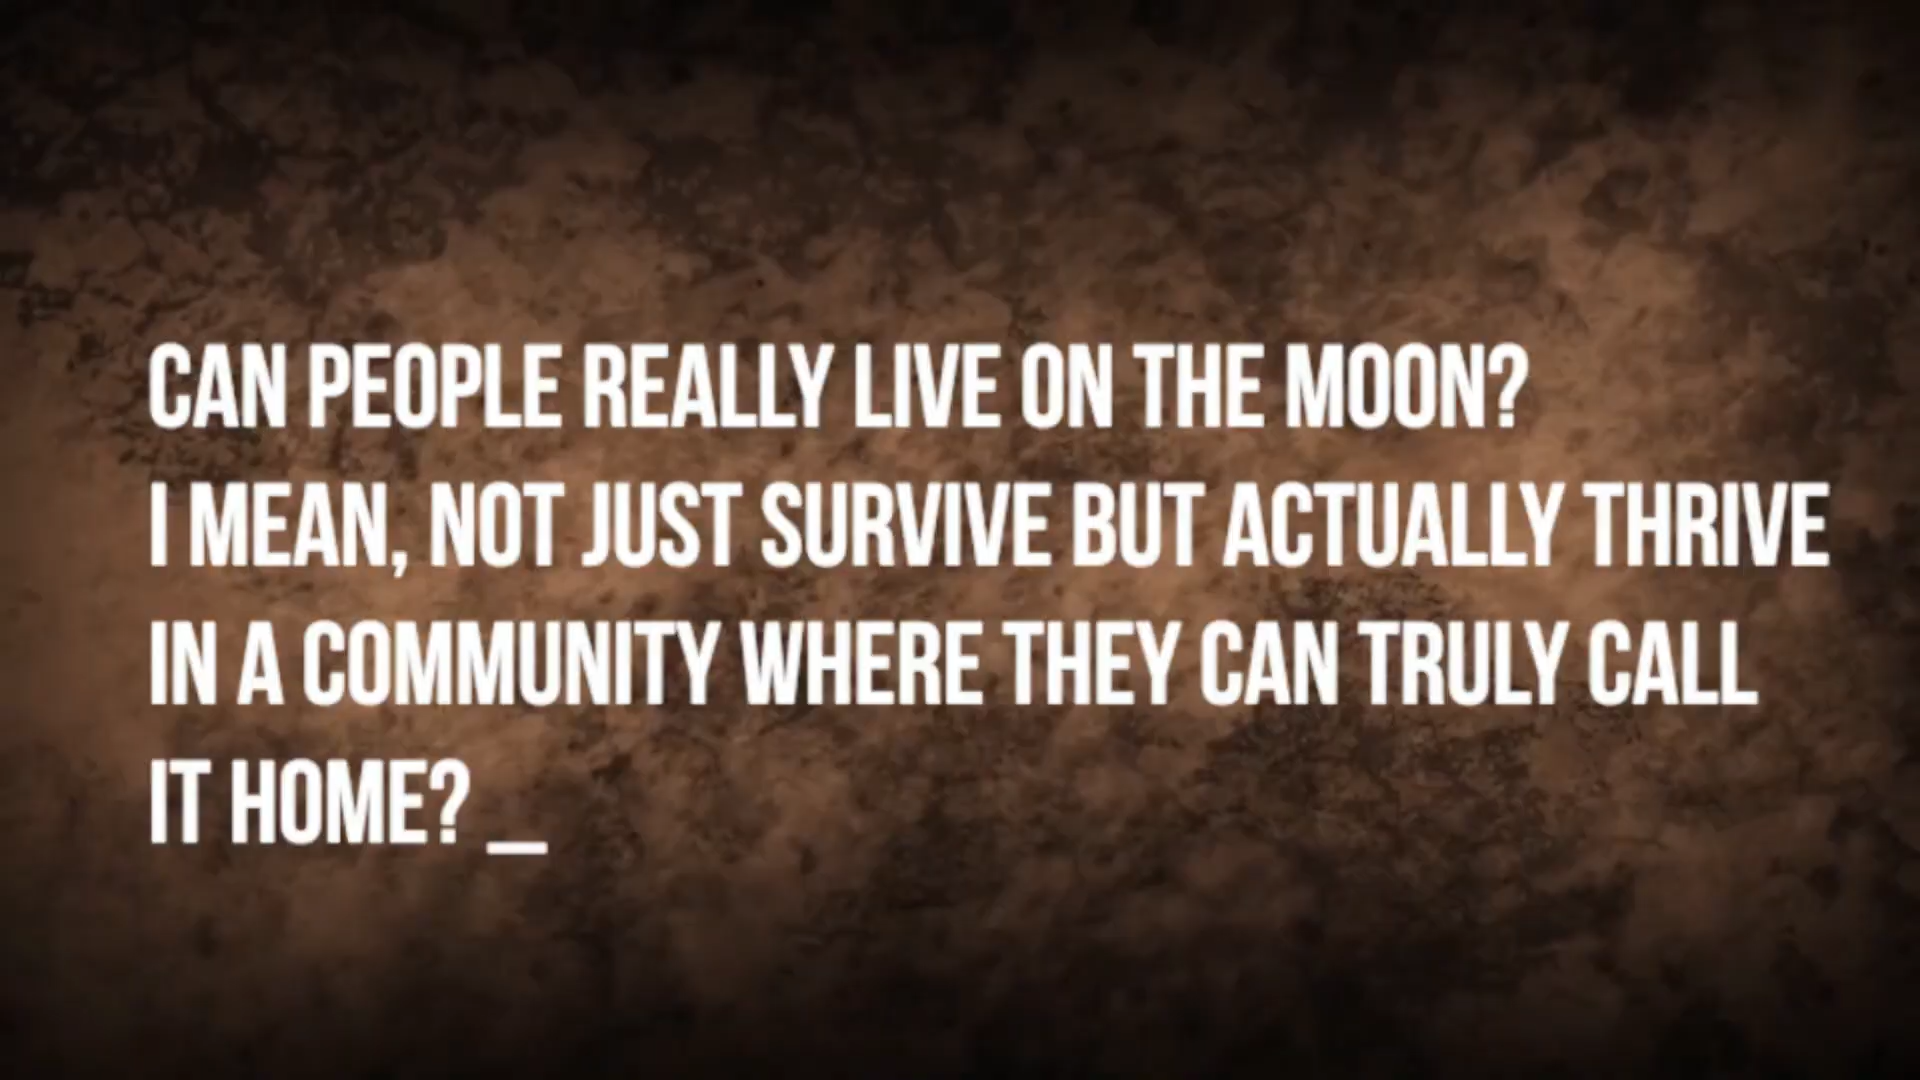 CAN PEOPLE REALLY LIVE ON THE MOON?
I MEAN, NOT JUST SURVIVE BUT ACTUALLY THRIVE
IN A COMMUNITY WHERE THEY CAN TRULY CALL
IT HOME? _